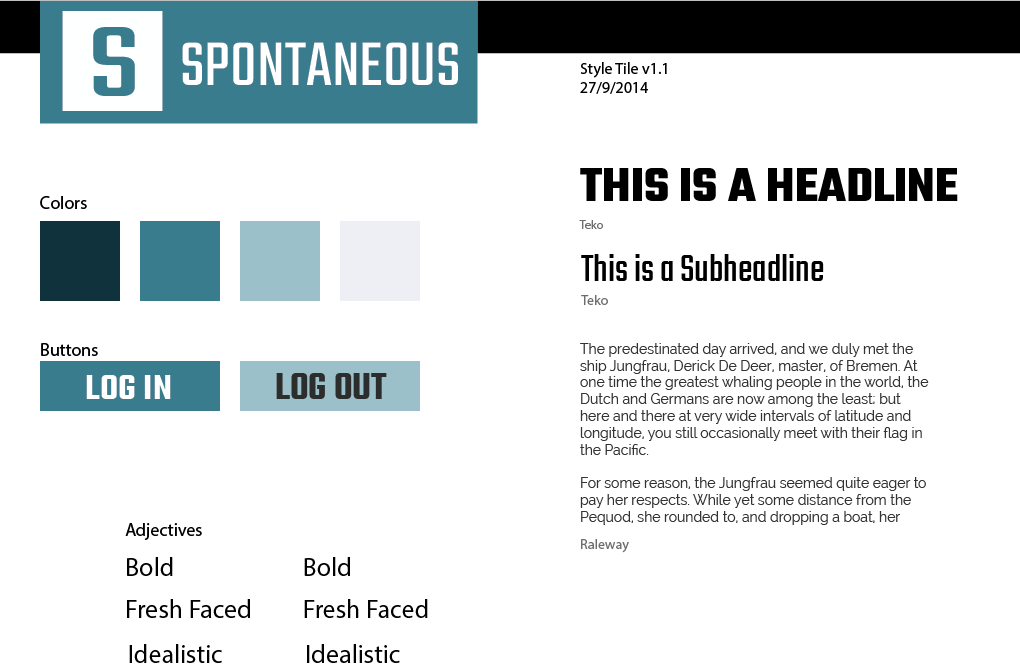 S SPONTANEOUS
Style Tile v1.1
27/9/2014
Colors
Buttons
LOG IN LOG OUT
Adjectives
Bold Bold
Fresh Faced Fresh Faced
Idealistic Idealistic
THIS IS A HEADLINE
Teko
This is a Subheadline
Teko
The predestinated day arrived, and we duly met the
ship Jungfrau, Derick De Deer, master, of Bremen. At
one time the greatest whaling people in the world, the
Dutch and Germans are now among the least; but
here and there at very wide intervals of latitude and
longitude, you still occasionally meet with their flag in
the Pacific.
For some reason, the Jungfrau seemed quite eager to
pay her respects. While yet some distance from the
Pequod, she rounded to, and dropping a boat, her
Raleway